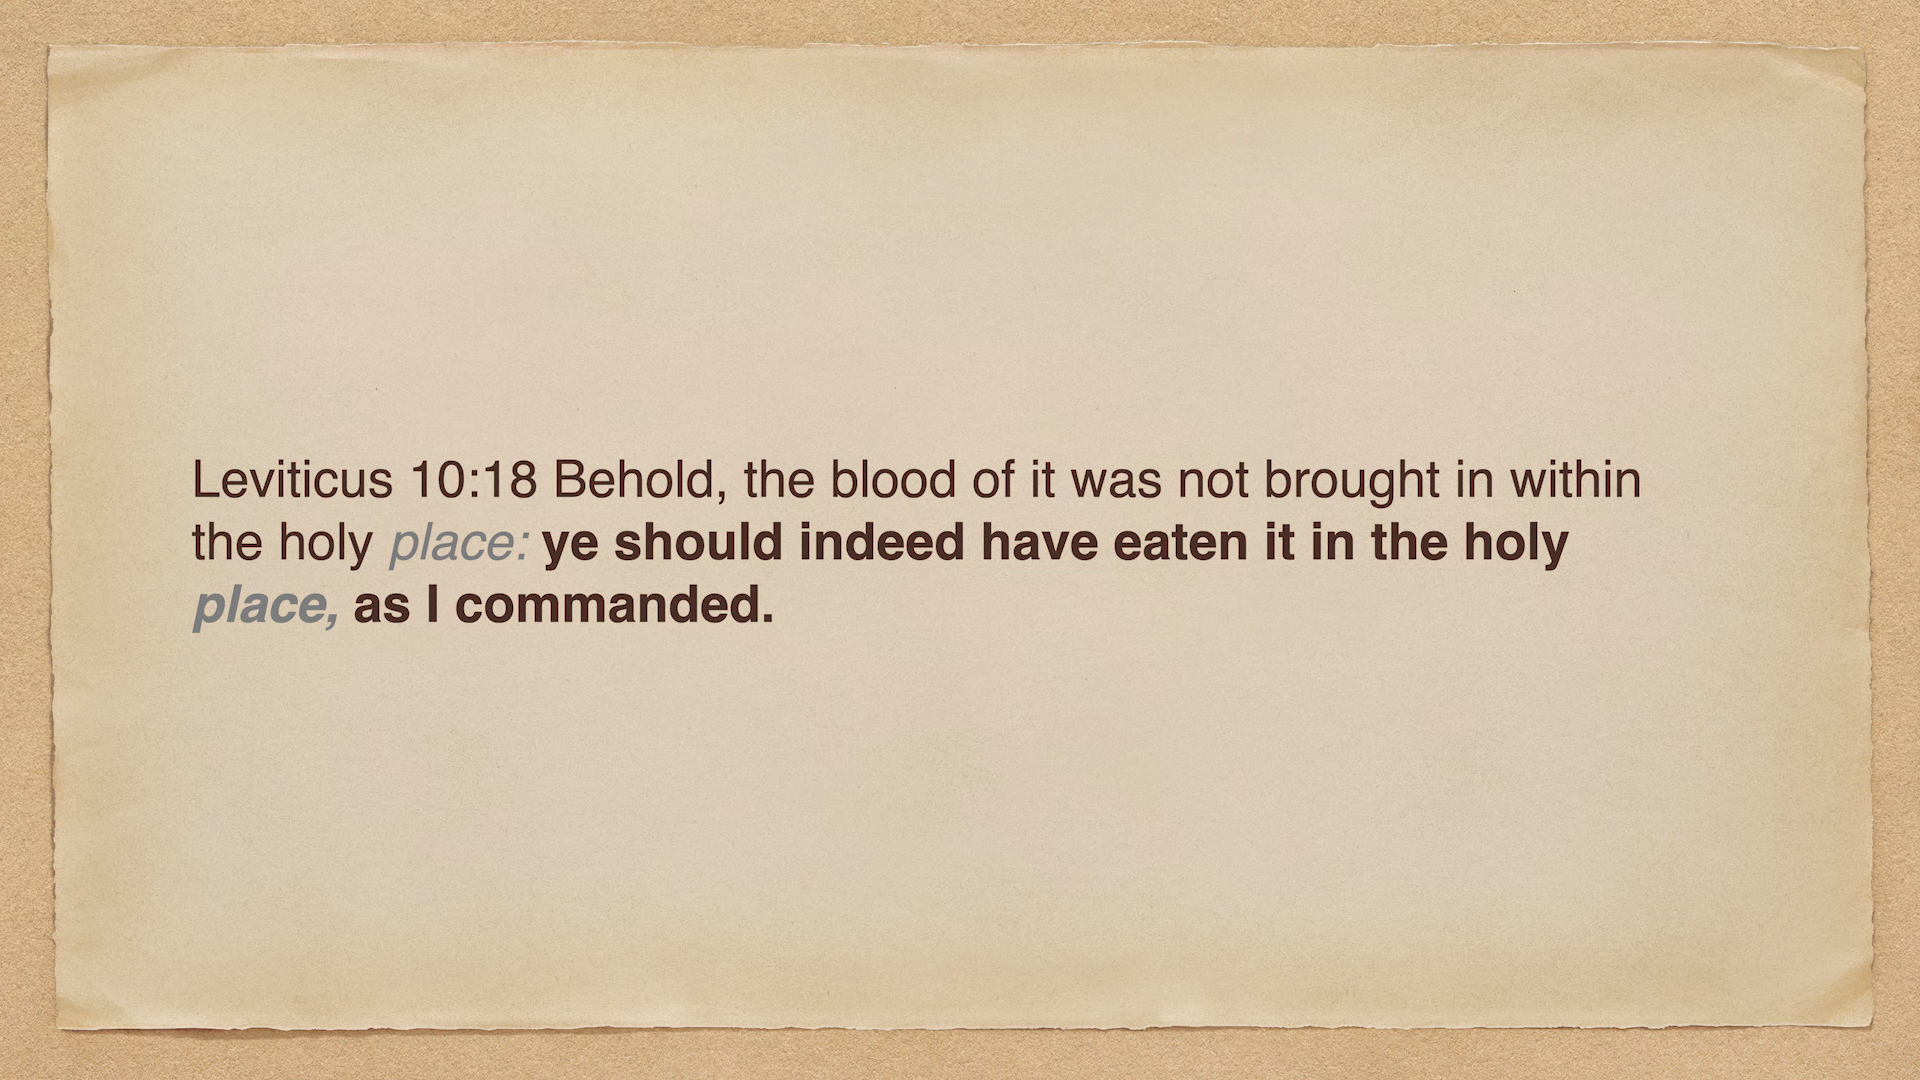 Leviticus 10:18 Behold, the blood of it was not brought in within
the holy place: ye should indeed have eaten it in the holy
place, as I commanded.